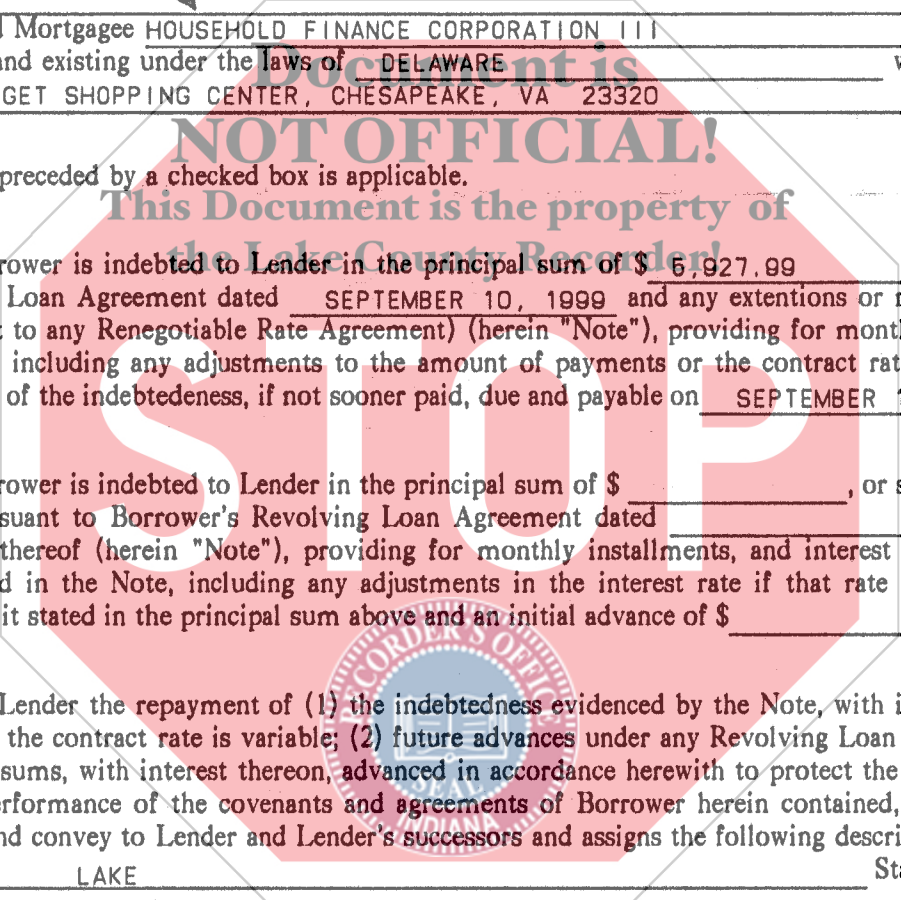 Mortgagee HOUSEHOLD FINANCE CORPORATION III
and existing under the laws of DELAWARE
GET SHOPPING CENTER, CHESAPEAKE, VA 23320
preceded by a checked box is applicable.
rower is indebted to Lender in the principal sum of $ 6,927.99
Loan Agreement dated SEPTEMBER 10, 1999 and any extentions or r
to any Renegotiable Rate Agreement) (herein "Note"), providing for month
including any adjustments to the amount of payments or the contract rat
of the indebtedeness, if not sooner paid, due and payable on SEPTEMBER
rower is indebted to Lender in the principal sum of $ , or s
suant to Borrower's Revolving Loan Agreement dated
thereof (herein "Note"), providing for monthly installments, and interest
d in the Note, including any adjustments in the interest rate if that rate
it stated in the principal sum above and an initial advance of $
Lender the repayment of (1) the indebtedness evidenced by the Note, with i
the contract rate is variable; (2) future advances under any Revolving Loan
sums, with interest thereon, advanced in accordance herewith to protect the
erformance of the covenants and agreements of Borrower herein contained,
nd convey to Lender and Lender's successors and assigns the following descri
LAKE Sta
Document is
NOT OFFICIAL!
This Document is the property of
the Lake County Recorder!
STOP
RECORDER'S OFFICE
SEAL
INDIANA